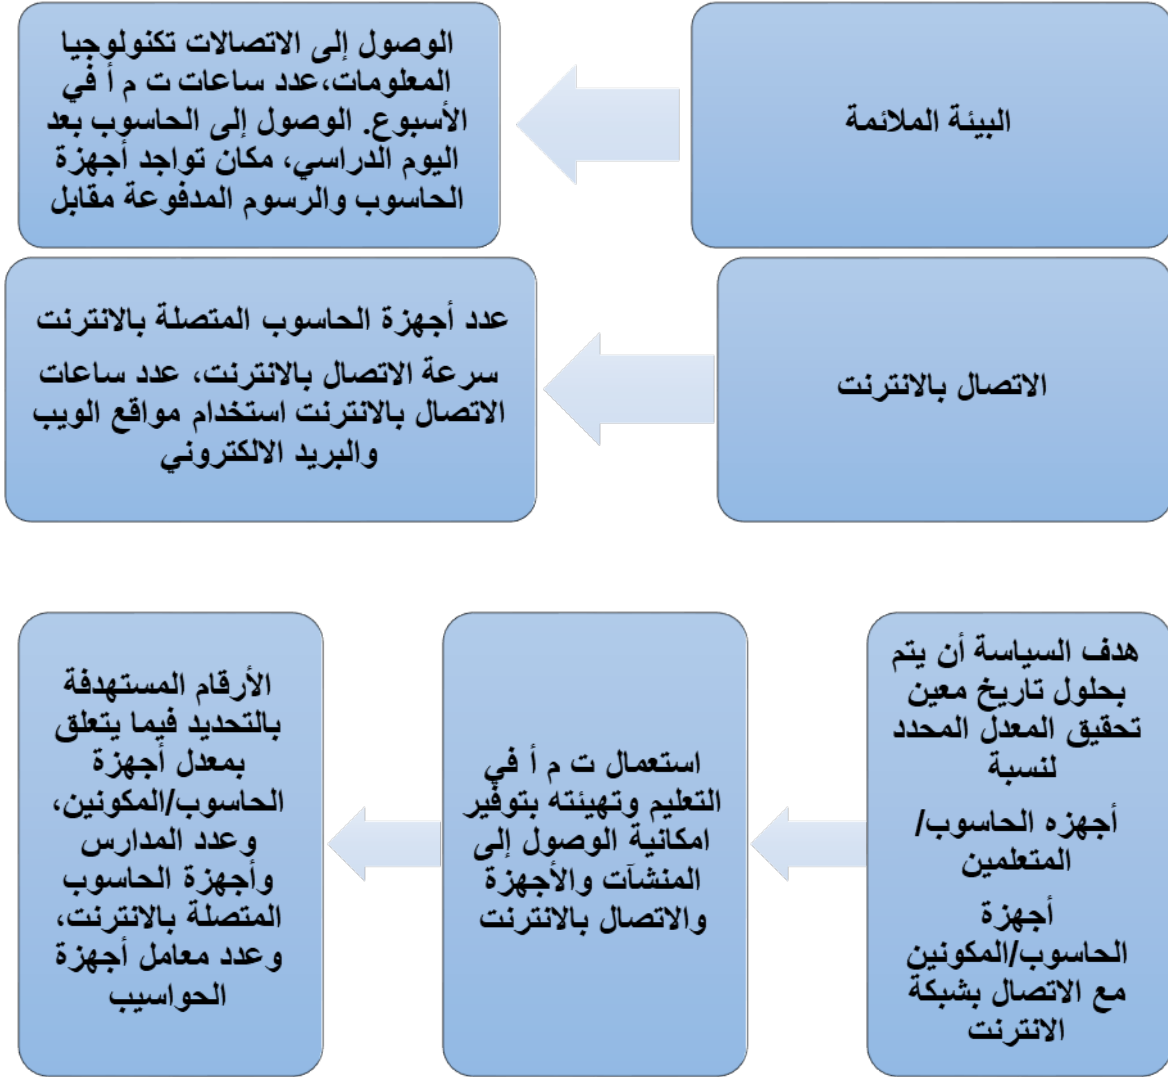 البيئة الملائمة
الوصول إلى الاتصالات تكنولوجيا
المعلومات،عدد ساعات ت م أ في
الأسبوع. الوصول إلى الحاسوب بعد
اليوم الدراسي، مكان تواجد أجهزة
الحاسوب والرسوم المدفوعة مقابل
الاتصال بالانترنت
عدد أجهزة الحاسوب المتصلة بالانترنت
سرعة الاتصال بالانترنت، عدد ساعات
الاتصال بالانترنت استخدام مواقع الويب
والبريد الالكتروني
هدف السياسة أن يتم
بحلول تاريخ معين
تحقيق المعدل المحدد
لنسبة
أجهزه الحاسوب/
المتعلمين
أجهزة
الحاسوب/المكونين
مع الاتصال بشبكة
الانترنت
استعمال ت م أ في
التعليم وتهيئته بتوفير
امكانية الوصول إلى
المنشآت والأجهزة
والاتصال بالانترنت
الأرقام المستهدفة
بالتحديد فيما يتعلق
بمعدل أجهزة
الحاسوب/المكونين،
وعدد المدارس
وأجهزة الحاسوب
المتصلة بالانترنت،
وعدد معامل أجهزة
الحواسيب